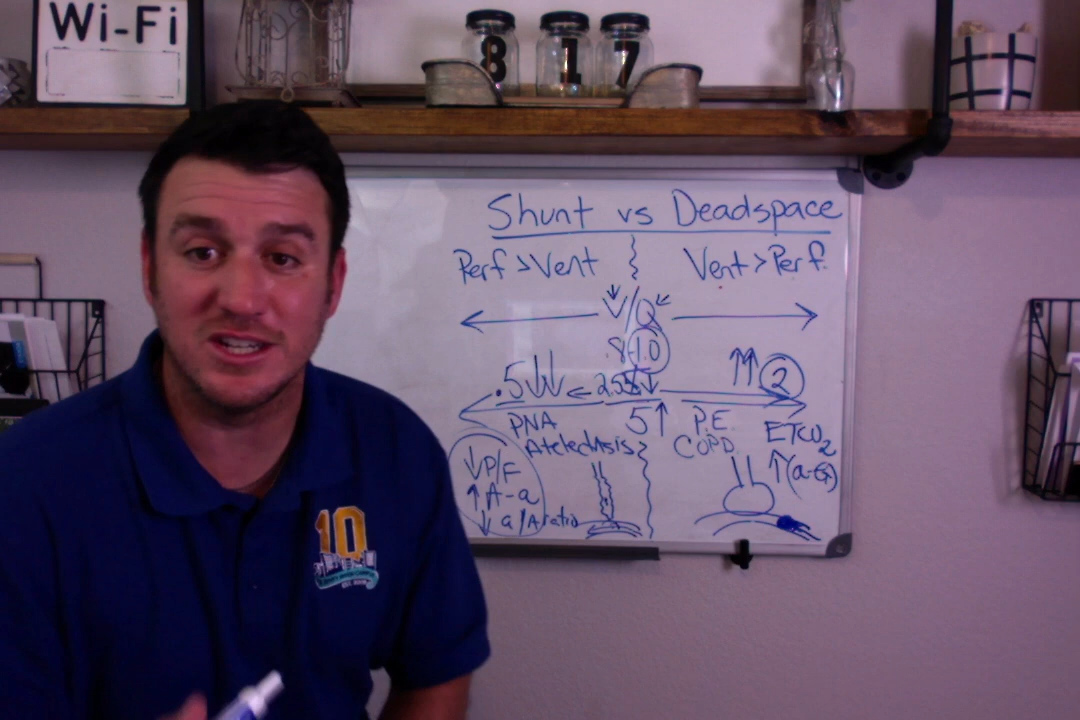 Wi-Fi
8 1 7
Shunt vs Deadspace
Perf > Vent
Vent > Perf.
V/Q
.8-1.0
.5↓↓ ←
↑↑ 2
5↑
PNA
Atelectasis
P.E.
COPD
ETCO2
↑(a-Et)
↓P/F
↑A-a
↓a/A ratio
10